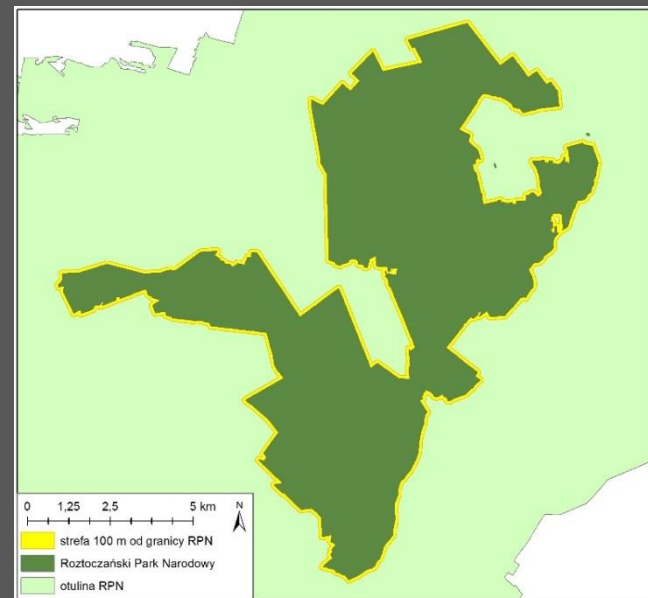 0 1,25 2,5 5 km
N
strefa 100 m od granicy RPN
Roztoczański Park Narodowy
otulina RPN